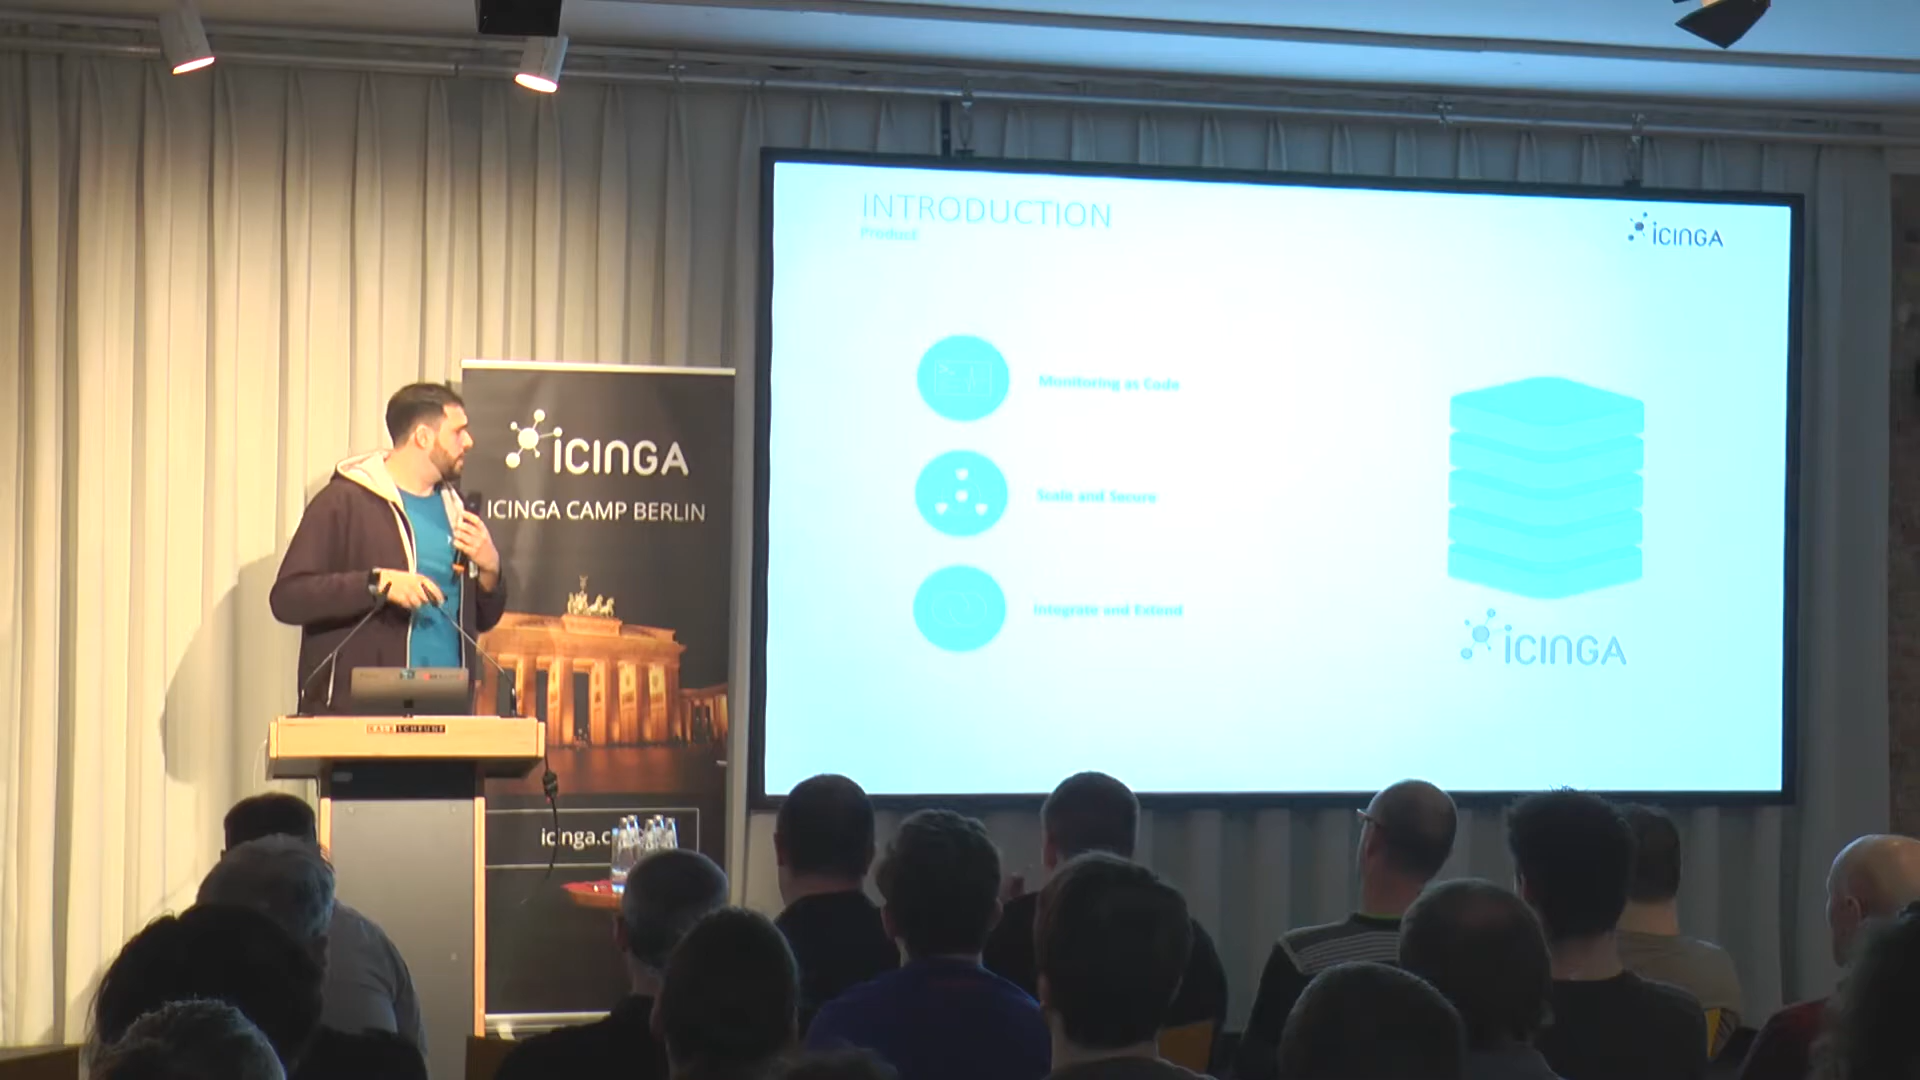 INTRODUCTION
Product
ICINGA
Monitoring as Code
Scale and Secure
Integrate and Extend
ICINGA
ICINGA
ICINGA CAMP BERLIN
icinga.c